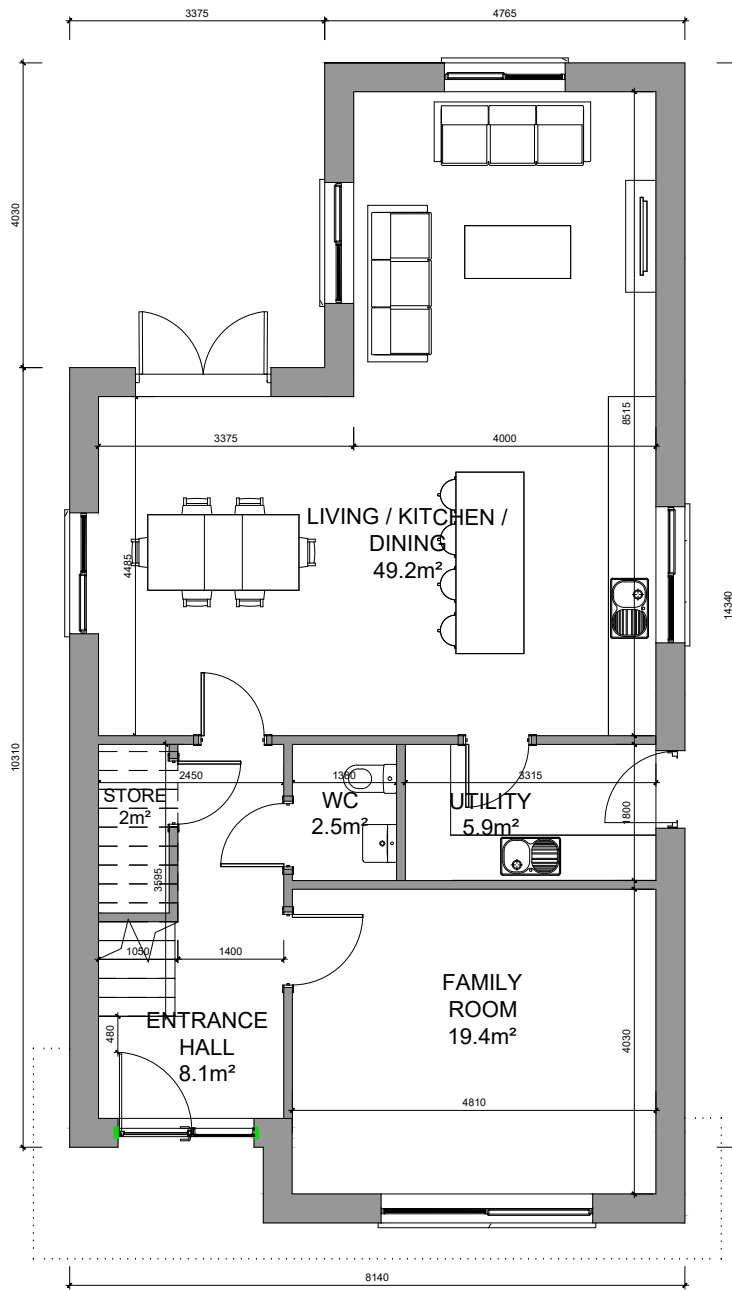 3375
4765
4030
8515
3375
4000
LIVING / KITCHEN /
DINING
49.2m²
4485
14340
10310
2450
1360
3315
STORE
2m²
WC
2.5m²
UTILITY
5.9m²
1800
3595
1050
1400
FAMILY
ROOM
19.4m²
480
ENTRANCE
HALL
8.1m²
4030
4810
8140